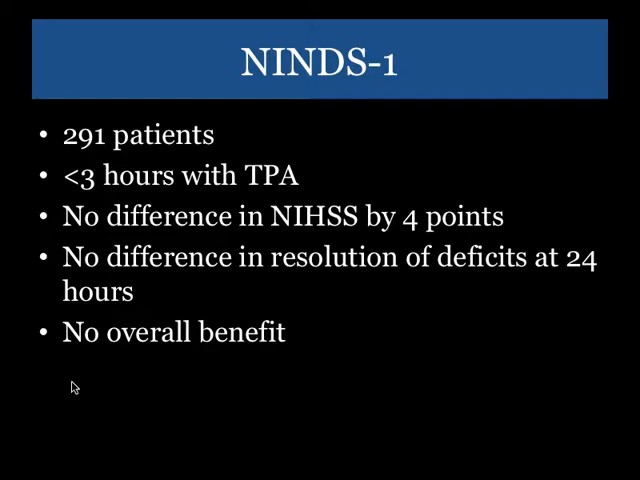 NINDS-1
• 291 patients
• <3 hours with TPA
• No difference in NIHSS by 4 points
• No difference in resolution of deficits at 24
hours
• No overall benefit